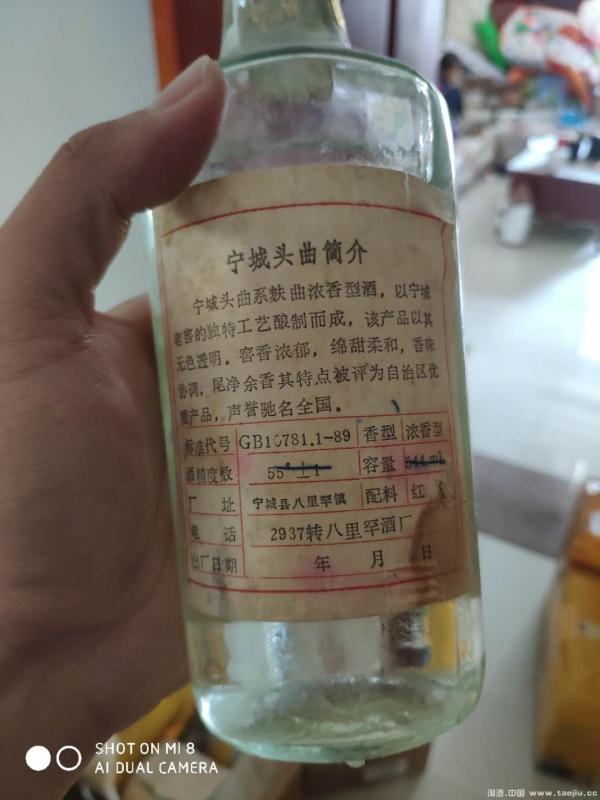 宁城头曲简介
宁城头曲系麸曲浓香型酒，以宁城
老窖的独特工艺酿制而成，该产品以其
无色透明．窖香浓郁，绵甜柔和，香味
协调，尾净余香其特点被评为自治区优
质产品，声誉驰名全国．
标准代号 GB10781.1-89 香型 浓香型
酒精度数 55°±1 容量 544ml
厂 址 宁城县八里罕镇 配料 红
电 话 2937转八里罕酒厂
出厂日期 年 月 日
SHOT ON MI 8
AI DUAL CAMERA
淘酒.中国 www.taojiu.cc